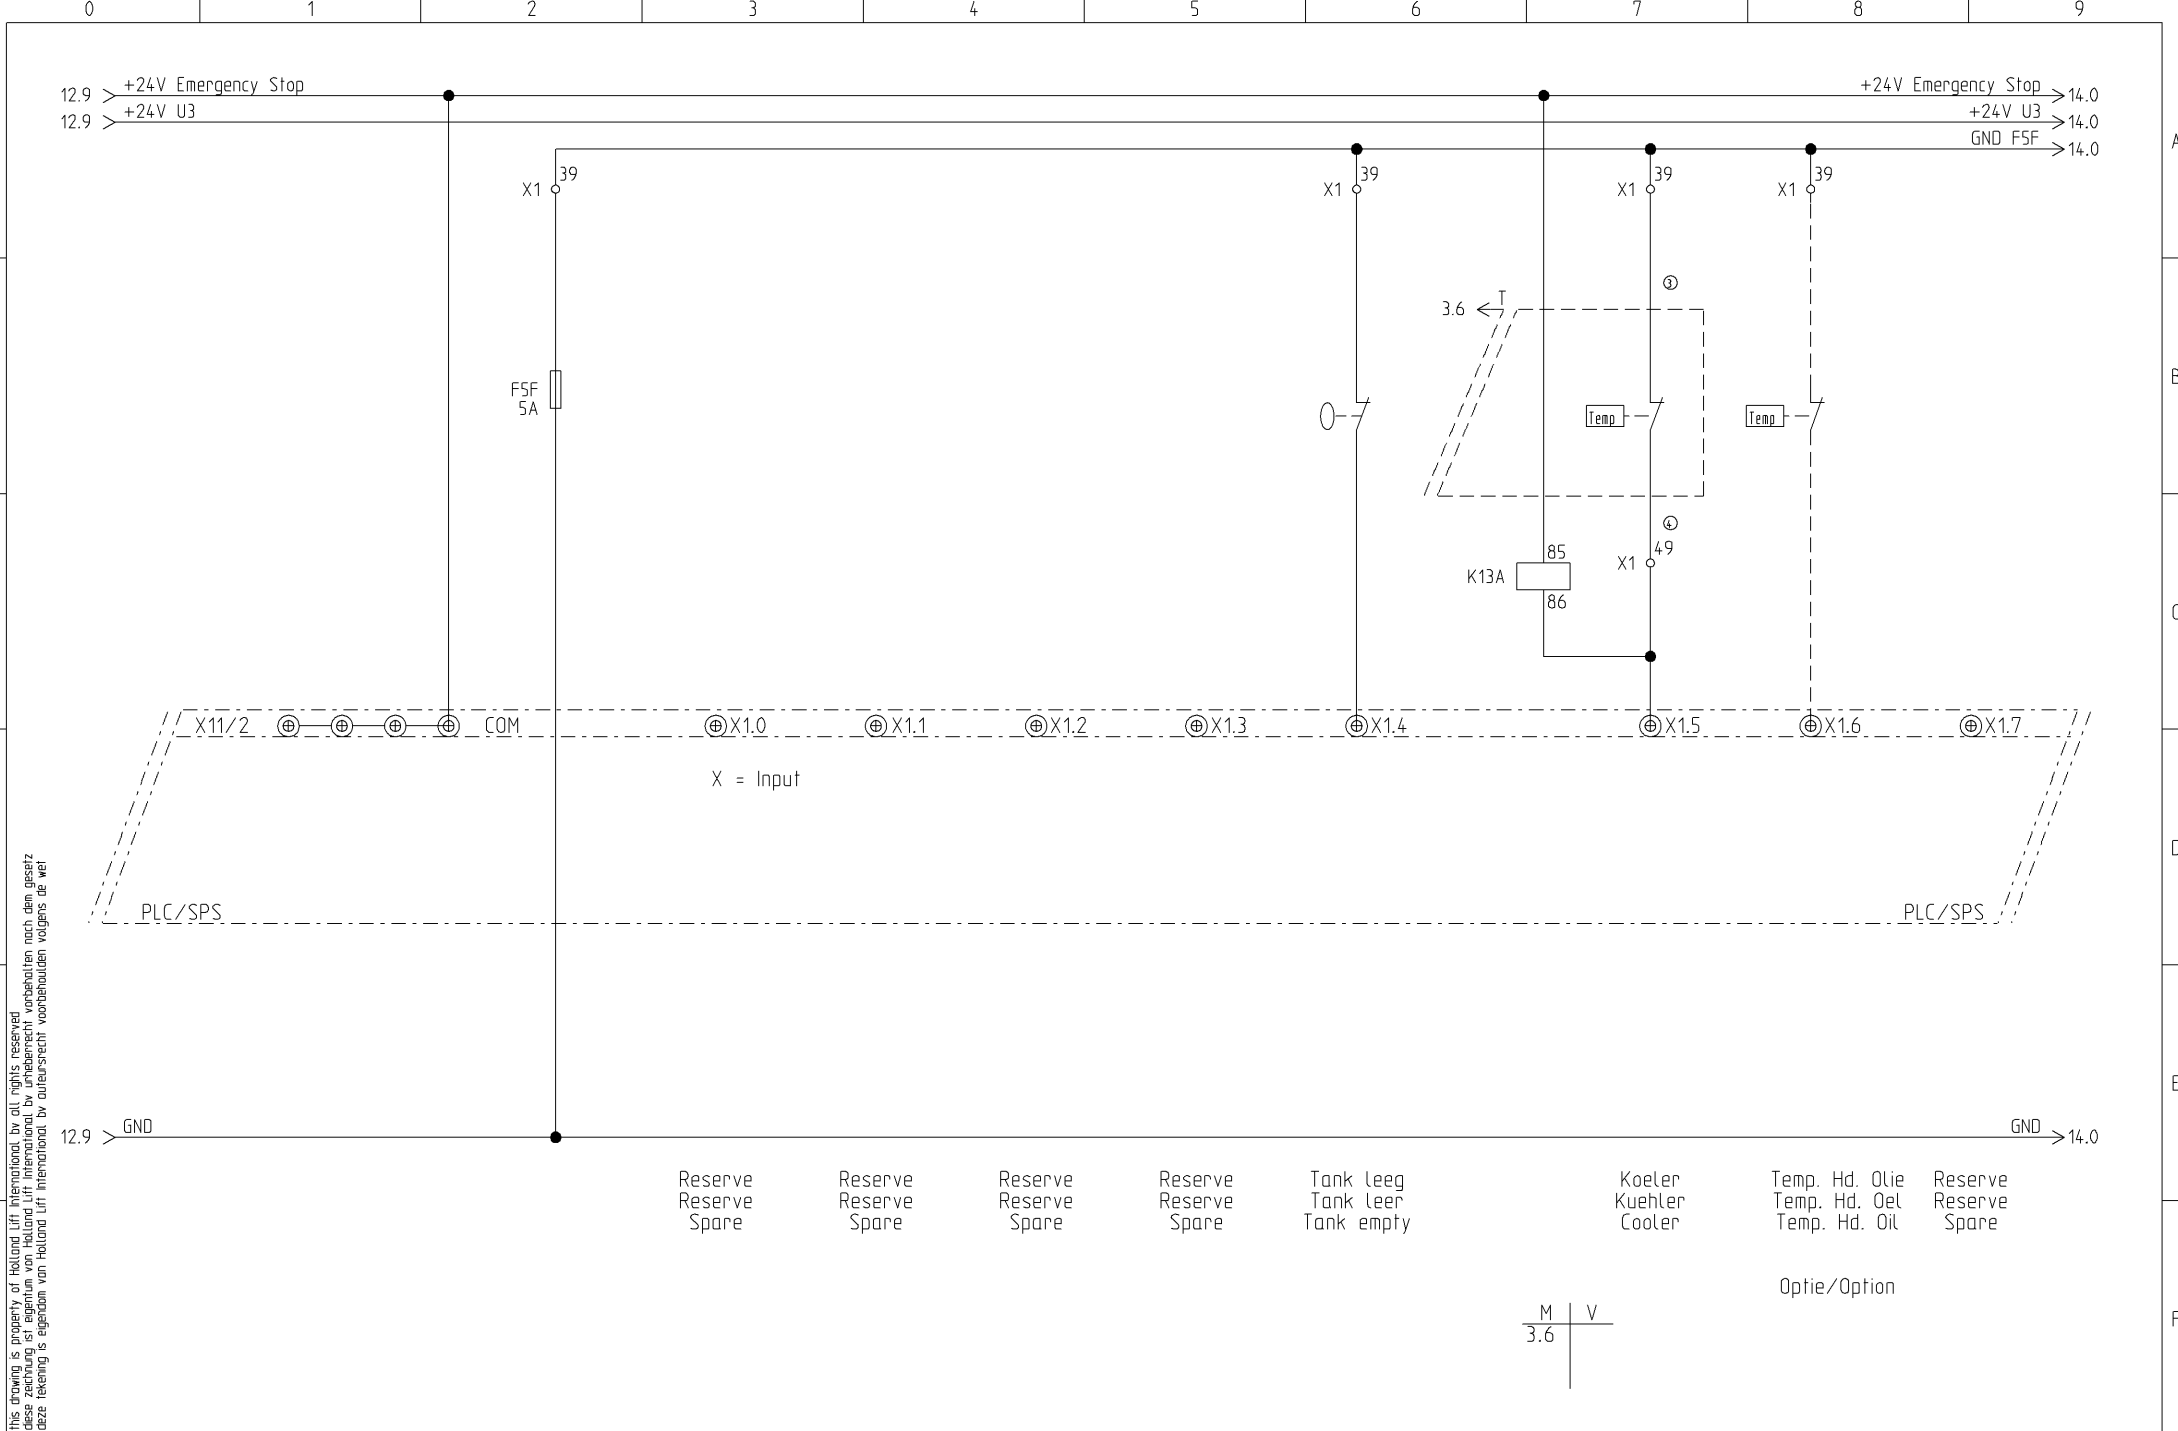 0 1 2 3 4 5 6 7 8 9
12.9 +24V Emergency Stop +24V Emergency Stop 14.0
12.9 +24V U3 +24V U3 14.0
GND F5F 14.0
A
X1 39 X1 39 X1 39 X1 39
3
3.6 T
B
F5F
5A
Temp Temp
4
X1 49
K13A 85
86
C
X11/2 COM X1.0 X1.1 X1.2 X1.3 X1.4 X1.5 X1.6 X1.7
X = Input
D
PLC/SPS PLC/SPS
E
12.9 GND GND 14.0
Reserve Reserve Reserve Reserve Tank leeg Koeler Temp. Hd. Olie Reserve
Reserve Reserve Reserve Reserve Tank leer Kuehler Temp. Hd. Oel Reserve
Spare Spare Spare Spare Tank empty Cooler Temp. Hd. Oil Spare
Optie/Option
M V
3.6
F
this drawing is property of Holland Lift International bv all rights reserved
diese zeichnung ist eigentum von Holland Lift International bv urheberrecht vorbehalten nach dem gesetz
deze tekening is eigendom van Holland Lift International bv auteursrecht voorbehoulden volgens de wet